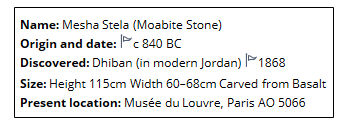 Name: Mesha Stela (Moabite Stone)
Origin and date: c 840 BC
Discovered: Dhiban (in modern Jordan) 1868
Size: Height 115cm Width 60–68cm Carved from Basalt
Present location: Musée du Louvre, Paris AO 5066